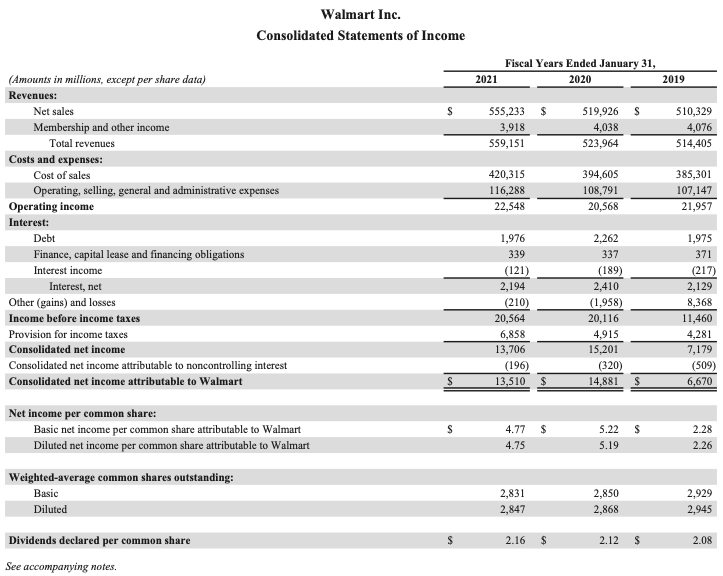 Walmart Inc.
Consolidated Statements of Income
Fiscal Years Ended January 31,
(Amounts in millions, except per share data) 2021 2020 2019
Revenues:
Net sales $ 555,233 $ 519,926 $ 510,329
Membership and other income 3,918 4,038 4,076
Total revenues 559,151 523,964 514,405
Costs and expenses:
Cost of sales 420,315 394,605 385,301
Operating, selling, general and administrative expenses 116,288 108,791 107,147
Operating income 22,548 20,568 21,957
Interest:
Debt 1,976 2,262 1,975
Finance, capital lease and financing obligations 339 337 371
Interest income (121) (189) (217)
Interest, net 2,194 2,410 2,129
Other (gains) and losses (210) (1,958) 8,368
Income before income taxes 20,564 20,116 11,460
Provision for income taxes 6,858 4,915 4,281
Consolidated net income 13,706 15,201 7,179
Consolidated net income attributable to noncontrolling interest (196) (320) (509)
Consolidated net income attributable to Walmart $ 13,510 $ 14,881 $ 6,670
Net income per common share:
Basic net income per common share attributable to Walmart $ 4.77 $ 5.22 $ 2.28
Diluted net income per common share attributable to Walmart 4.75 5.19 2.26
Weighted-average common shares outstanding:
Basic 2,831 2,850 2,929
Diluted 2,847 2,868 2,945
Dividends declared per common share $ 2.16 $ 2.12 $ 2.08
See accompanying notes.